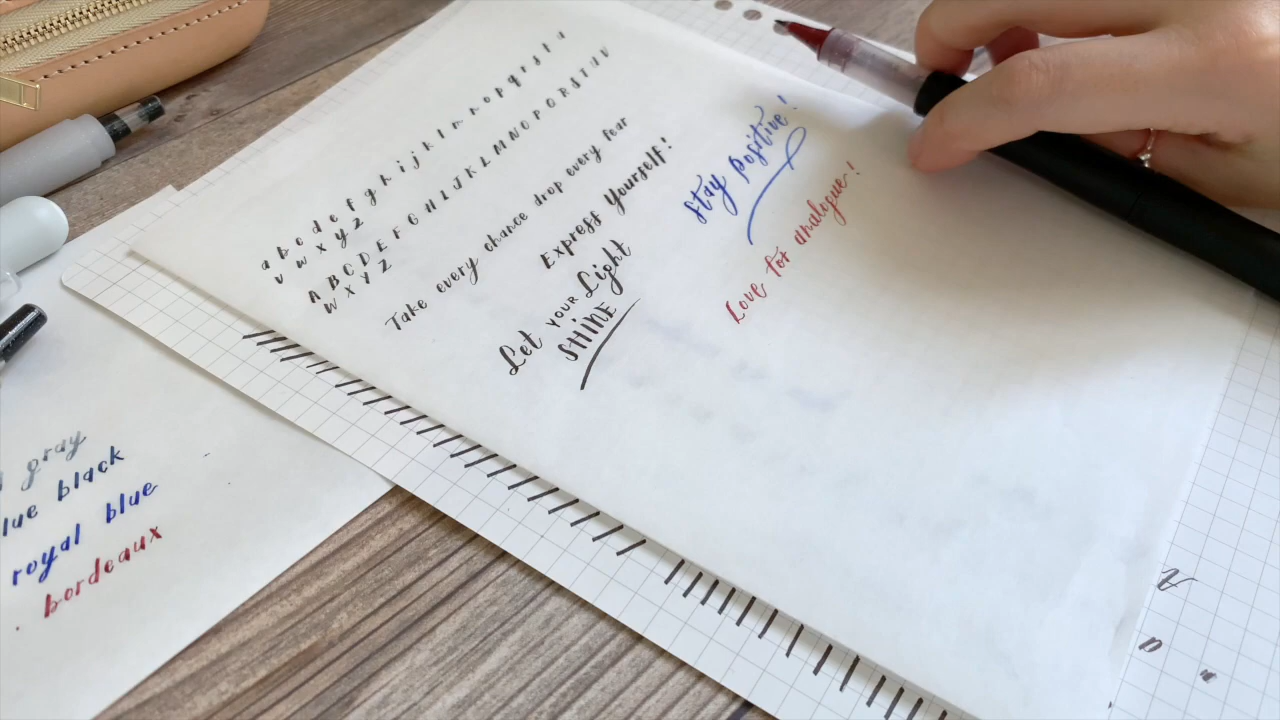 a b c d e f g h i j k l m n o p q r s t u
v w x y z
A B C D E F G H I J K L M N O P Q R S T U V
W X Y Z
Take every chance drop every fear
Express Yourself!
Let YOUR Light
SHINE
Stay positive!
Love for analogue!
gray
blue black
royal blue
bordeaux
A
a